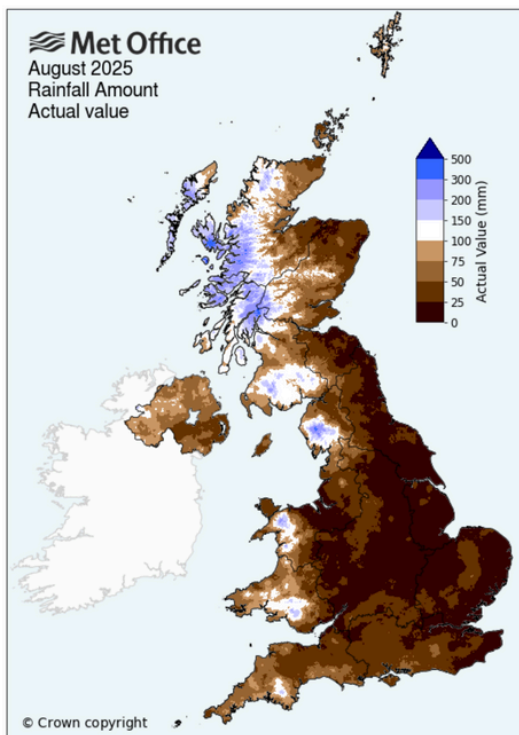 Met Office
August 2025
Rainfall Amount
Actual value
500
300
200
150
100
75
50
25
0
Actual Value (mm)
© Crown copyright